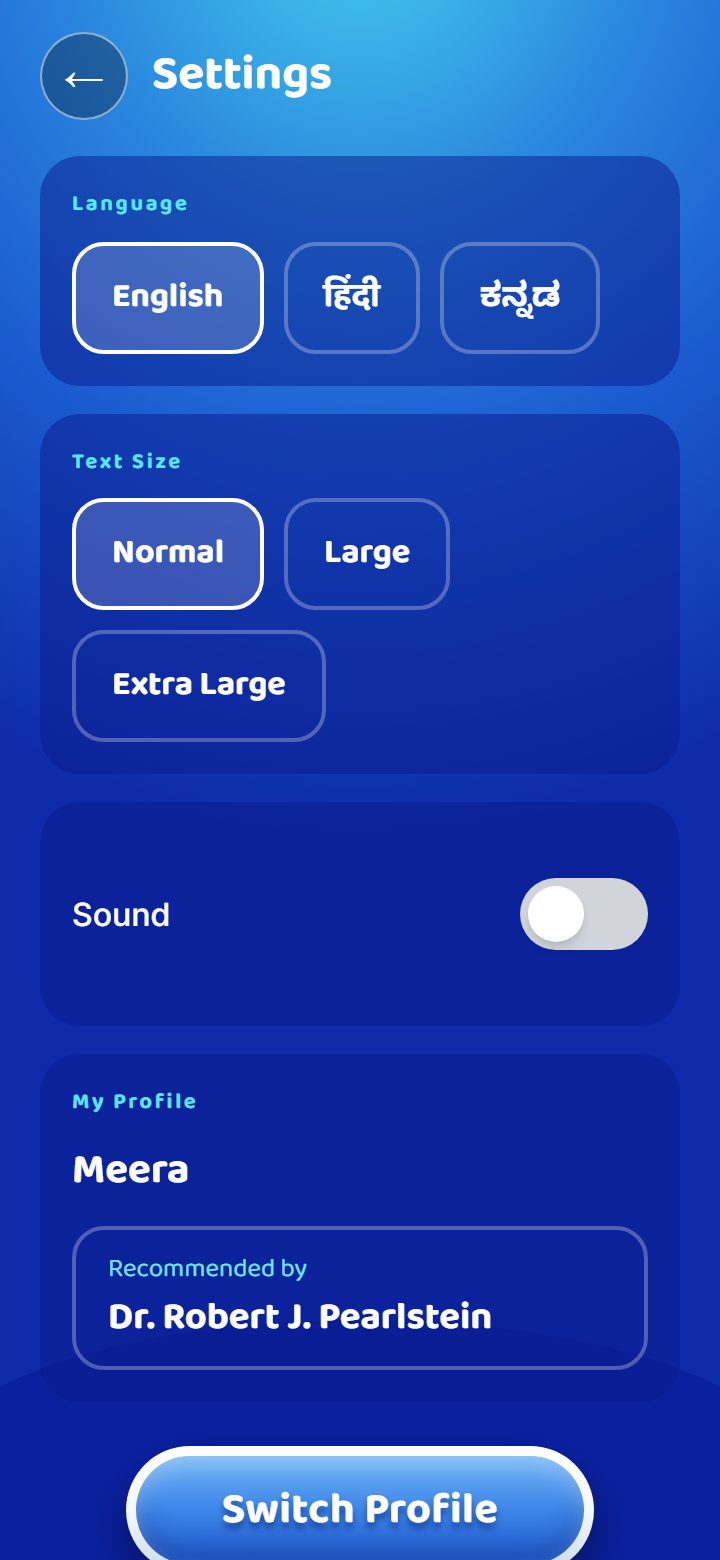 Settings
Language
English हिंदी ಕನ್ನಡ
Text Size
Normal Large
Extra Large
Sound
My Profile
Meera
Recommended by
Dr. Robert J. Pearlstein
Switch Profile